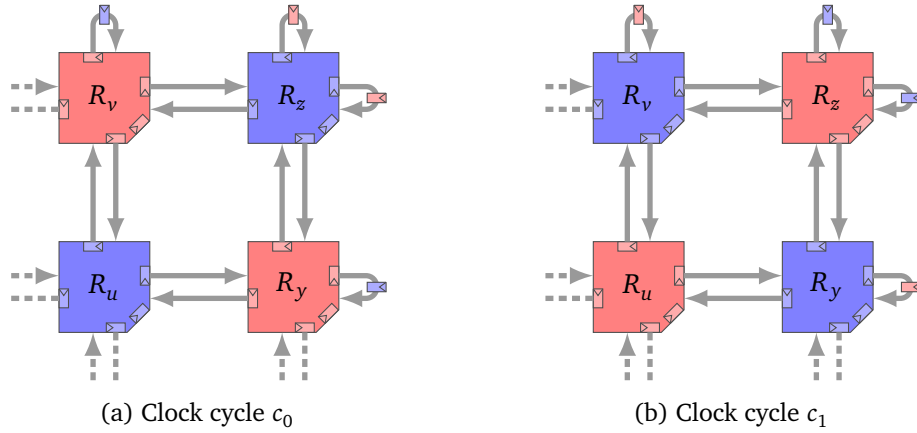 R_v R_z R_v R_z
R_u R_y R_u R_y
(a) Clock cycle c_0 (b) Clock cycle c_1